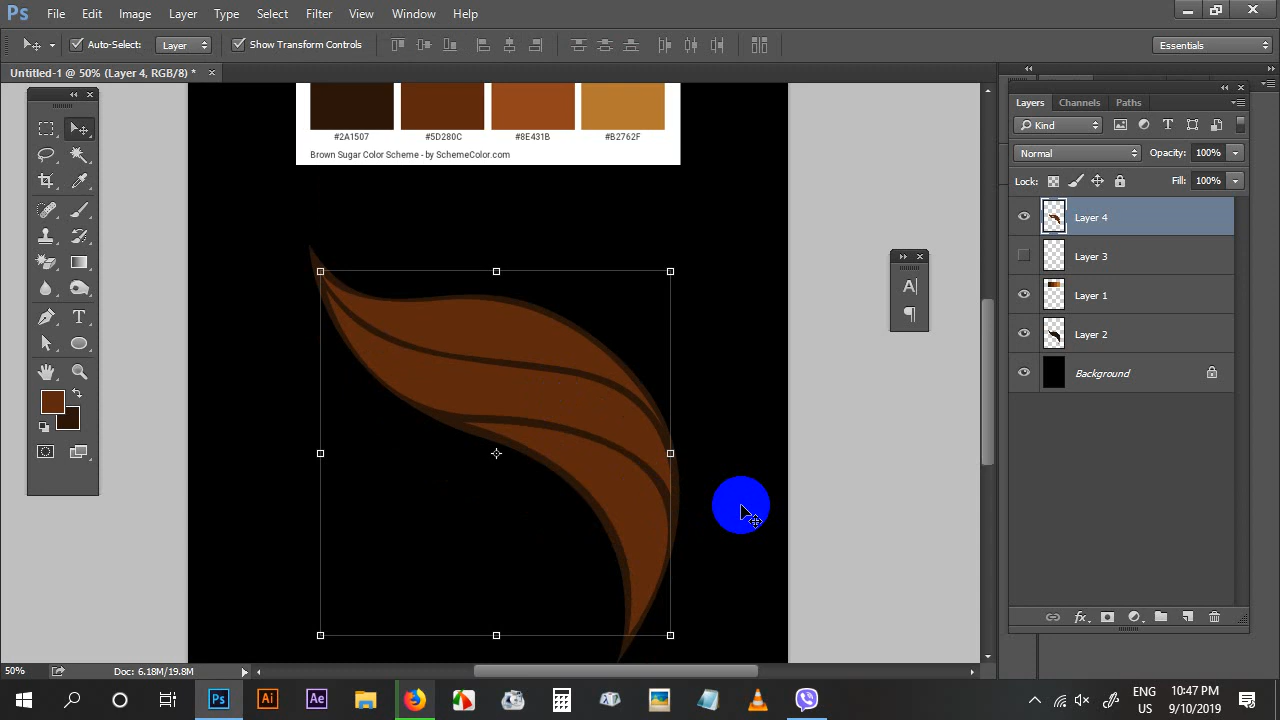 Ps File Edit Image Layer Type Select Filter View Window Help
Auto-Select: Layer Show Transform Controls Essentials
Untitled-1 @ 50% (Layer 4, RGB/8) *
Layers Channels Paths
Kind
Normal Opacity: 100%
Lock: Fill: 100%
Layer 4
Layer 3
Layer 1
Layer 2
Background
#2A1507 #5D280C #8E431B #B2762F
Brown Sugar Color Scheme - by SchemeColor.com
50% Doc: 6.18M/19.8M
Ps Ai Ae
ENG
US
10:47 PM
9/10/2019